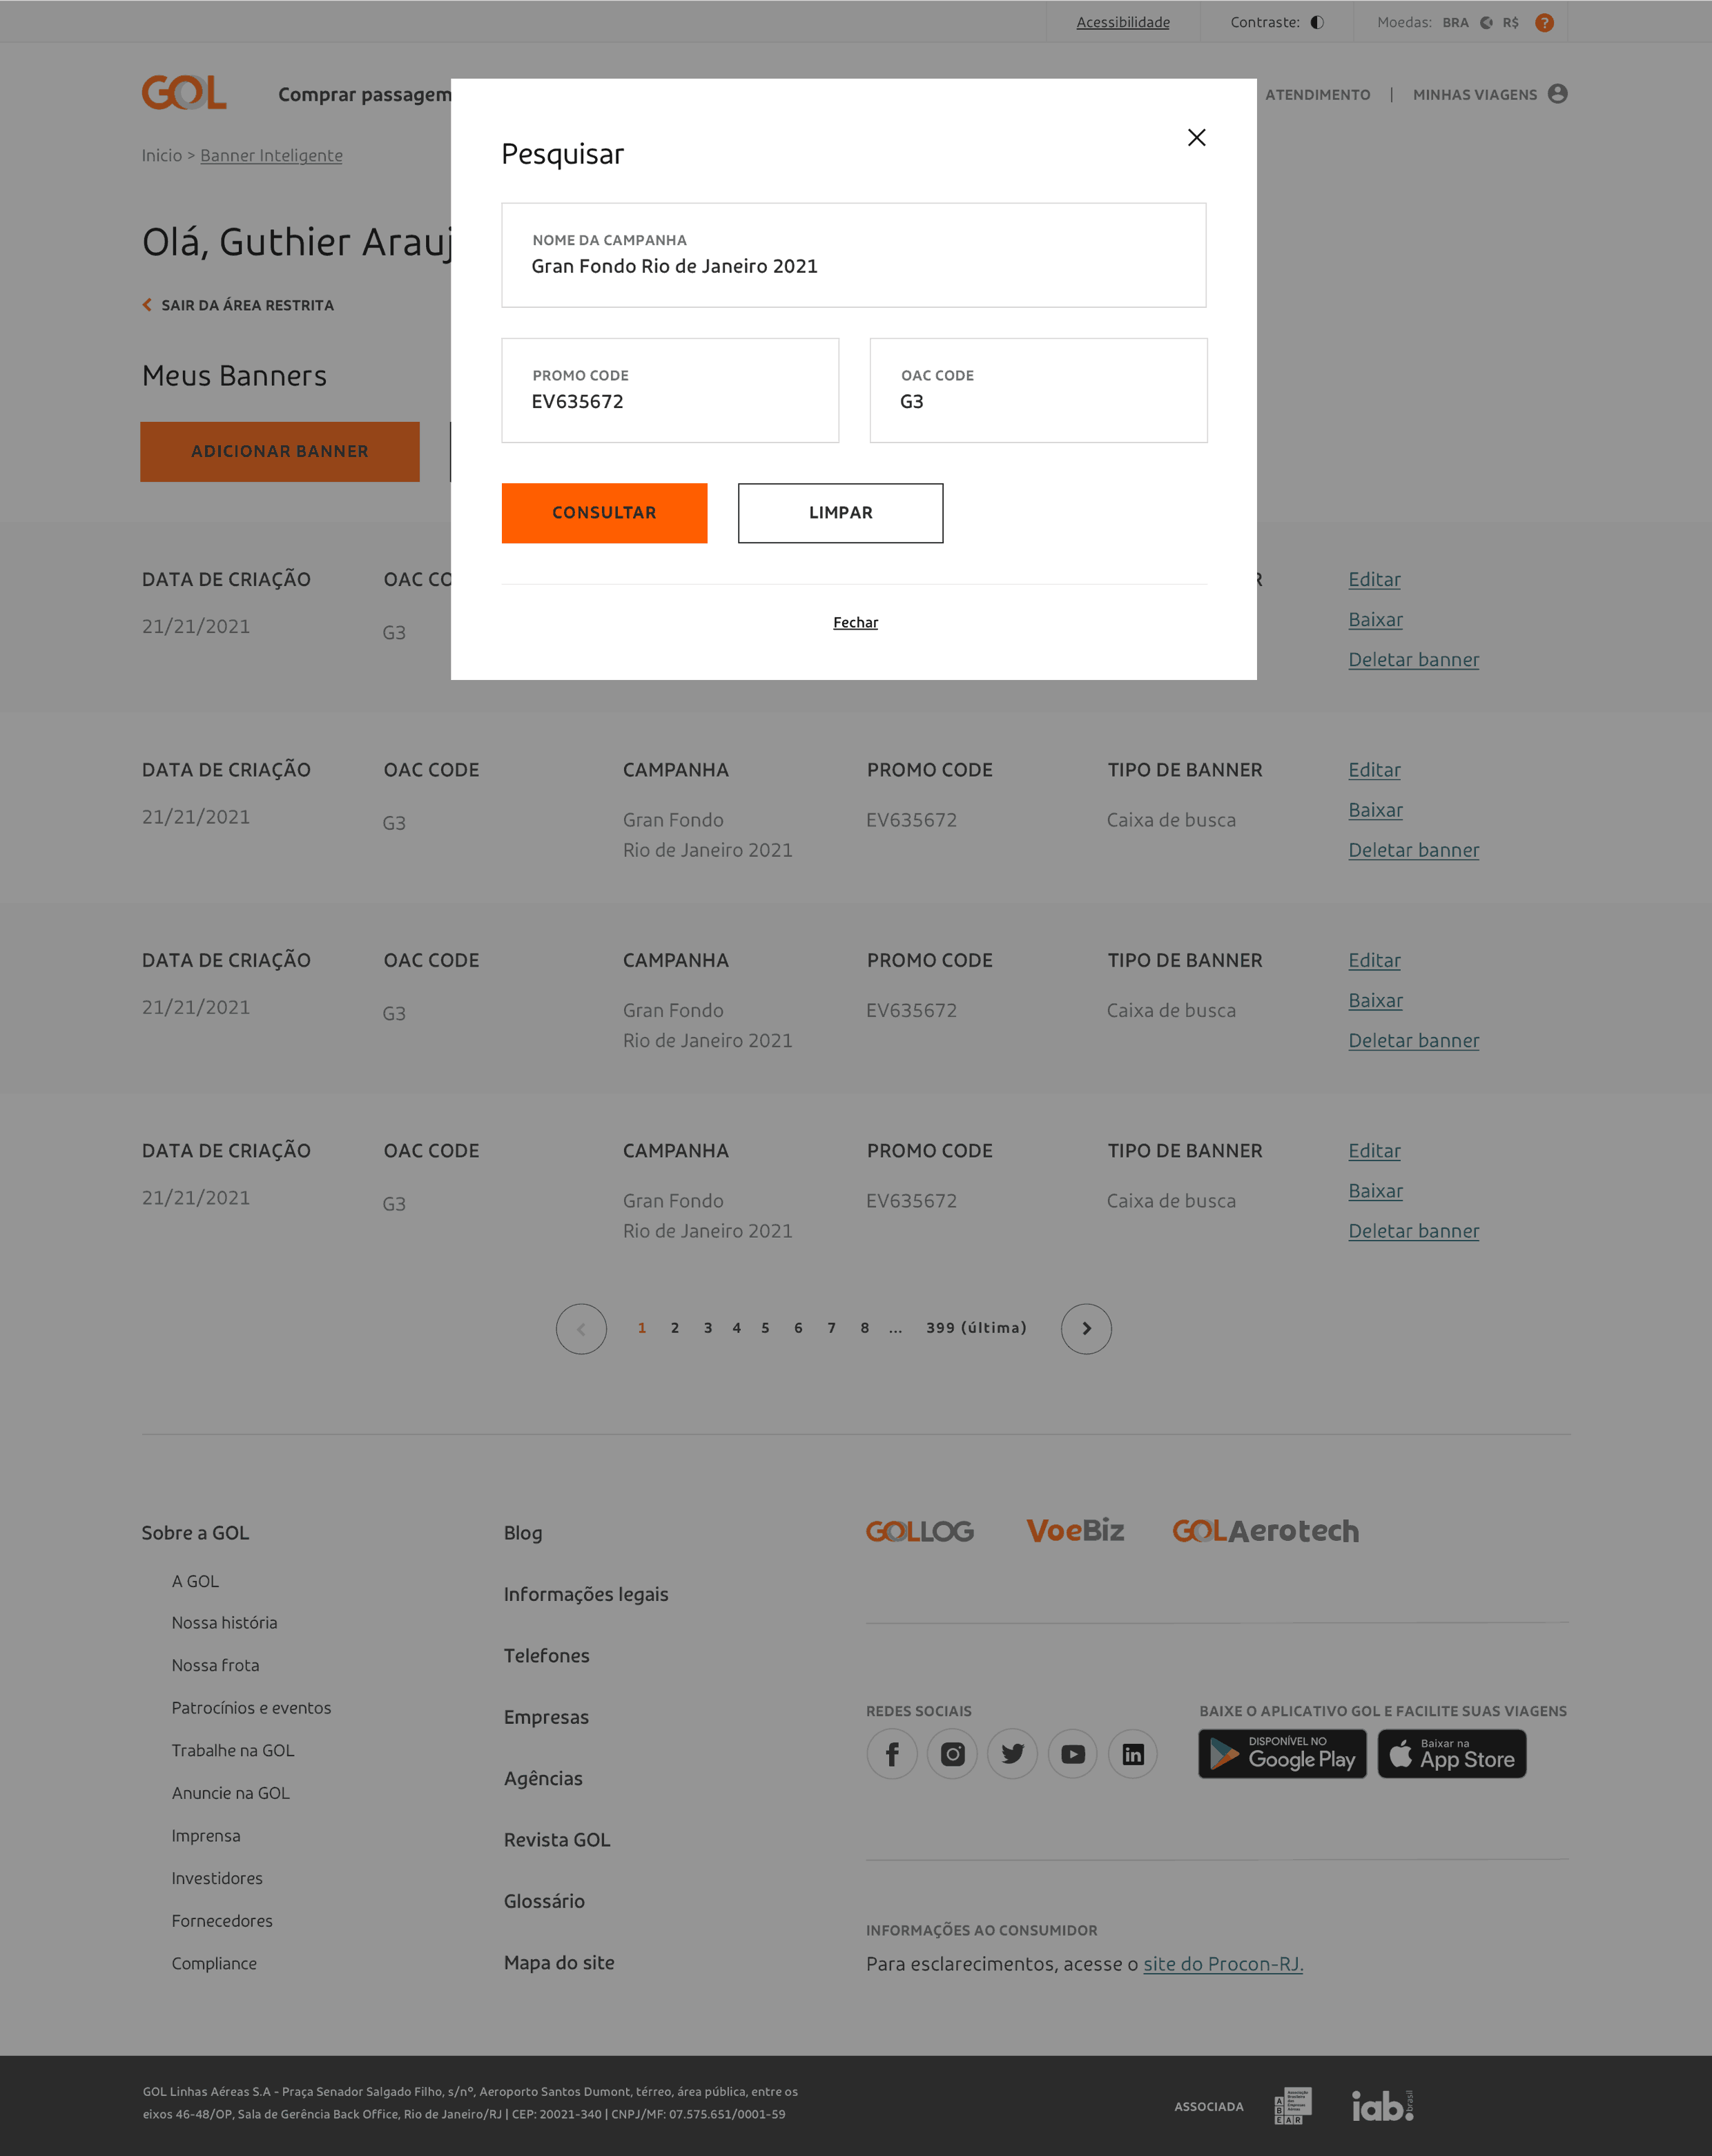 Acessibilidade
Contraste:
Moedas: BRA R$ ?
GOL
Comprar passagem
ATENDIMENTO | MINHAS VIAGENS
Inicio > Banner Inteligente
Olá, Guthier Arauj
SAIR DA ÁREA RESTRITA
Meus Banners
ADICIONAR BANNER
Pesquisar
NOME DA CAMPANHA
Gran Fondo Rio de Janeiro 2021
PROMO CODE
EV635672
OAC CODE
G3
CONSULTAR
LIMPAR
Fechar
DATA DE CRIAÇÃO OAC CO R Editar
21/21/2021 G3 Baixar
Deletar banner
DATA DE CRIAÇÃO OAC CODE CAMPANHA PROMO CODE TIPO DE BANNER Editar
21/21/2021 G3 Gran Fondo EV635672 Caixa de busca Baixar
Rio de Janeiro 2021 Deletar banner
DATA DE CRIAÇÃO OAC CODE CAMPANHA PROMO CODE TIPO DE BANNER Editar
21/21/2021 G3 Gran Fondo EV635672 Caixa de busca Baixar
Rio de Janeiro 2021 Deletar banner
DATA DE CRIAÇÃO OAC CODE CAMPANHA PROMO CODE TIPO DE BANNER Editar
21/21/2021 G3 Gran Fondo EV635672 Caixa de busca Baixar
Rio de Janeiro 2021 Deletar banner
1 2 3 4 5 6 7 8 ... 399 (última)
Sobre a GOL
A GOL
Nossa história
Nossa frota
Patrocínios e eventos
Trabalhe na GOL
Anuncie na GOL
Imprensa
Investidores
Fornecedores
Compliance
Blog
Informações legais
Telefones
Empresas
Agências
Revista GOL
Glossário
Mapa do site
GOLLOG VoeBiz GOLAerotech
REDES SOCIAIS
BAIXE O APLICATIVO GOL E FACILITE SUAS VIAGENS
DISPONÍVEL NO
Google Play
Baixar na
App Store
INFORMAÇÕES AO CONSUMIDOR
Para esclarecimentos, acesse o site do Procon-RJ.
GOL Linhas Aéreas S.A - Praça Senador Salgado Filho, s/nº, Aeroporto Santos Dumont, térreo, área pública, entre os
eixos 46-48/OP, Sala de Gerência Back Office, Rio de Janeiro/RJ | CEP: 20021-340 | CNPJ/MF: 07.575.651/0001-59
ASSOCIADA
ABEAR
iab.brasil